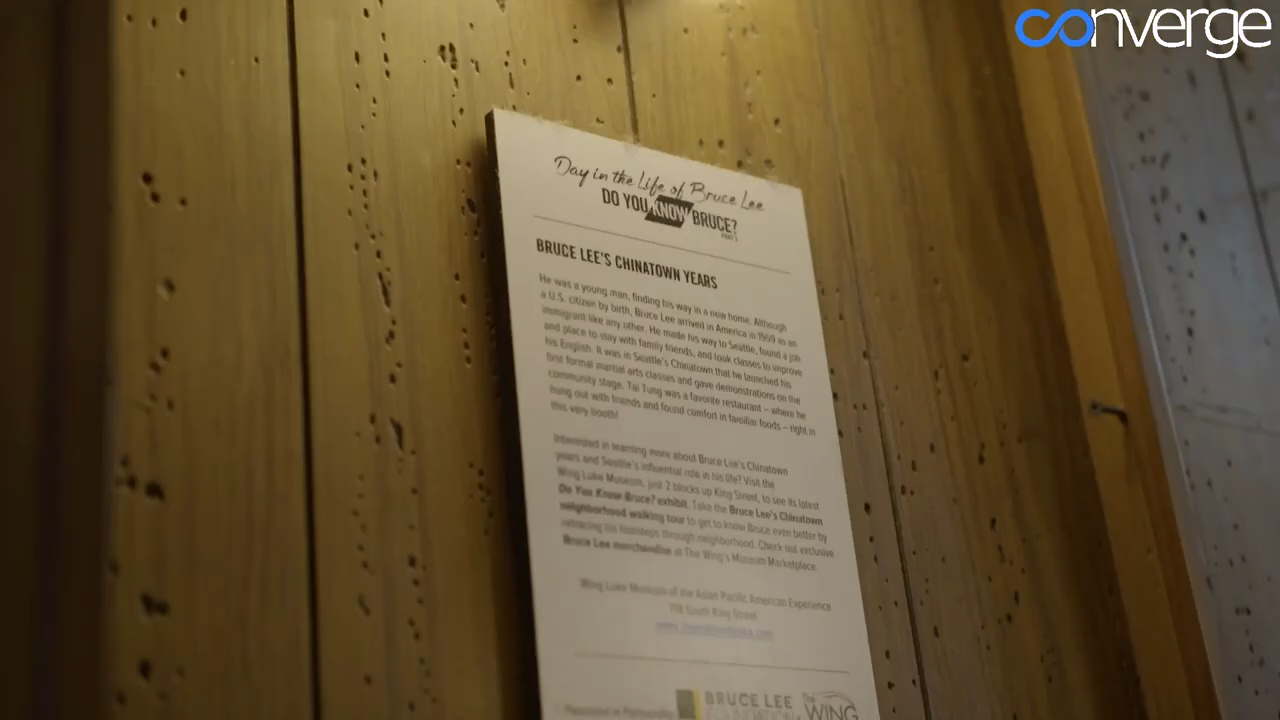 converge
Day in the Life of Bruce Lee
DO YOU KNOW BRUCE?
PART 3
BRUCE LEE'S CHINATOWN YEARS
He was a young man, finding his way in a new home. Although
a U.S. citizen by birth, Bruce Lee arrived in America in 1959 as an
immigrant like any other. He made his way to Seattle, found a job
and place to stay with family friends, and took classes to improve
his English. It was in Seattle's Chinatown that he launched his
first formal martial arts classes and gave demonstrations on the
community stage. Tai Tung was a favorite restaurant – where he
hung out with friends and found comfort in familiar foods – right in
this very booth!
Interested in learning more about Bruce Lee's Chinatown
years and Seattle's influential role in his life? Visit the
Wing Luke Museum, just 2 blocks up King Street, to see its latest
Do You Know Bruce? exhibit. Take the Bruce Lee's Chinatown
neighborhood walking tour to get to know Bruce even better by
retracing his footsteps through neighborhood. Check out exclusive
Bruce Lee merchandise at The Wing's Museum Marketplace.
Wing Luke Museum of the Asian Pacific American Experience
719 South King Street
Presented in Partnership
BRUCE LEE
FOUNDATION
The
WING